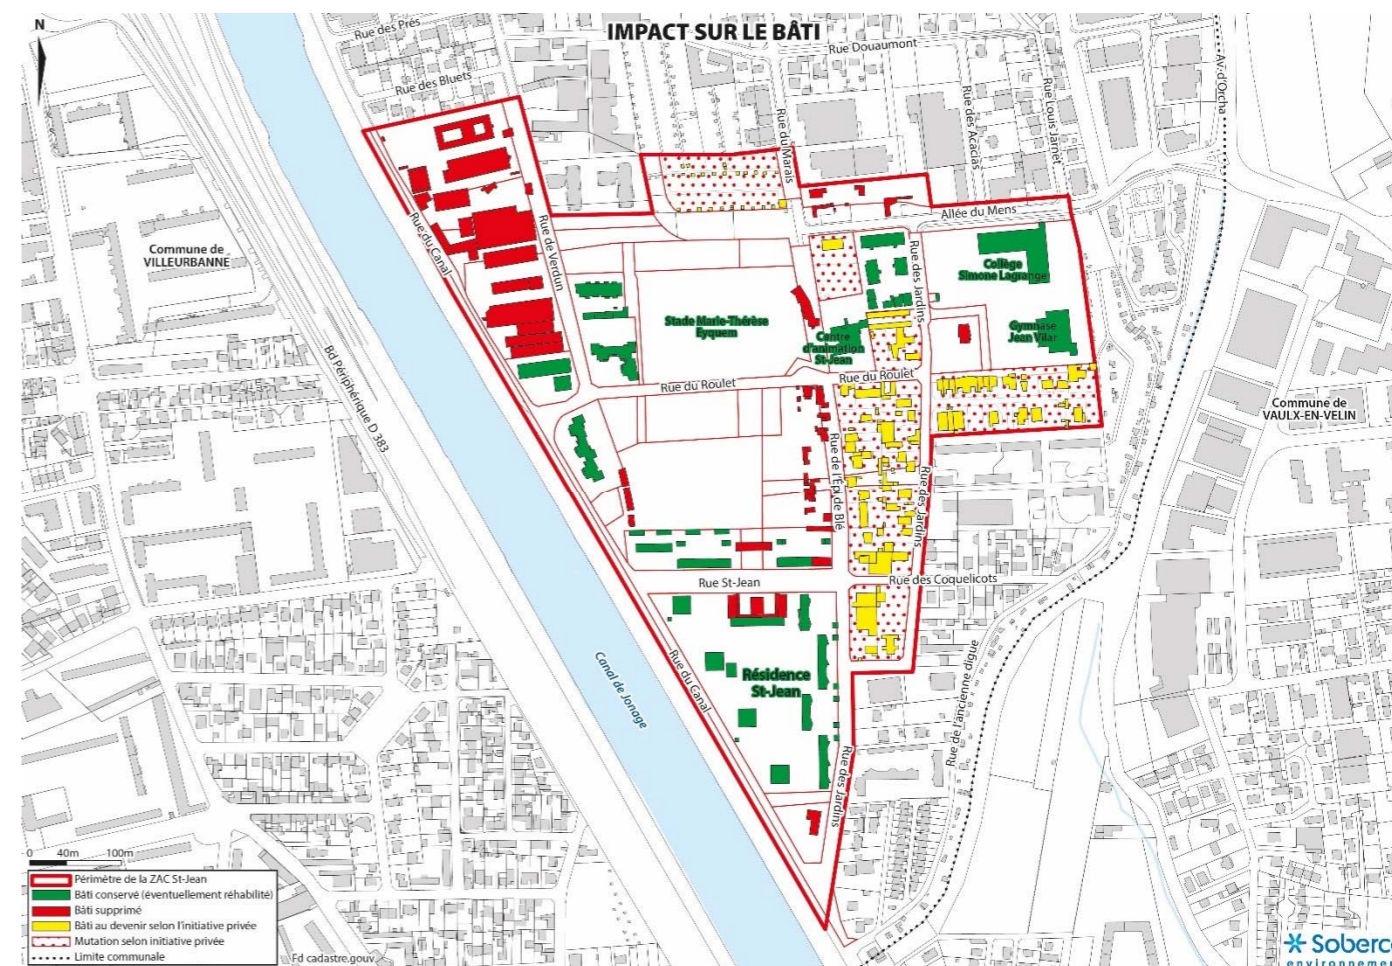 IMPACT SUR LE BÂTI
N
Rue des Prés
Rue Douaumont
Av. d'Orcha
Rue des Bluets
Rue du Marais
Rue des Acacias
Rue Louis Jarnet
Allée du Mens
Rue du Canal
Rue de Verdun
Commune de
VILLEURBANNE
Rue des Jardins
Collège
Simone Lagrange
Stade Marie-Thérèse
Eyquem
Centre
d'animation
St-Jean
Gymnase
Jean Vilar
Bd Périphérique D 383
Rue du Roulet
Rue du Roulet
Commune de
VAULX-EN-VELIN
Rue de l'Epi de Blé
Rue des Jardins
Rue St-Jean
Rue des Coquelicots
Canal de Jonage
Rue du Canal
Résidence
St-Jean
Rue de l'ancienne digue
Rue des Jardins
0 40m 100m
Périmètre de la ZAC St-Jean
Bâti conservé (éventuellement réhabilité)
Bâti supprimé
Bâti au devenir selon l'initiative privée
Mutation selon initiative privée
Limite communale
Fd cadastre.gouv
Soberco
environnement